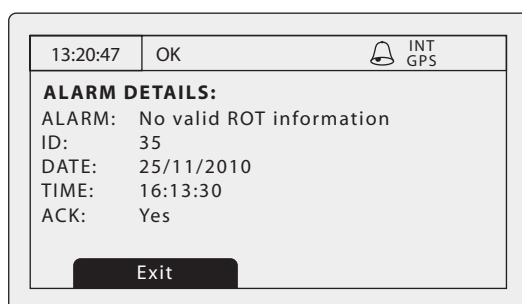 13:20:47 OK INT GPS
ALARM DETAILS:
ALARM: No valid ROT information
ID: 35
DATE: 25/11/2010
TIME: 16:13:30
ACK: Yes
Exit